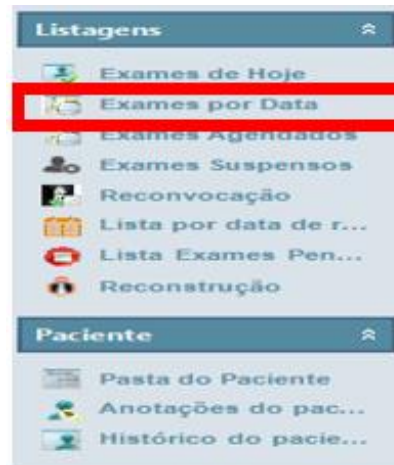 Listagens
Exames de Hoje
Exames por Data
Exames Agendados
Exames Suspensos
Reconvocação
Lista por data de r...
Lista Exames Pen...
Reconstrução
Paciente
Pasta do Paciente
Anotações do pac...
Histórico do pacie...